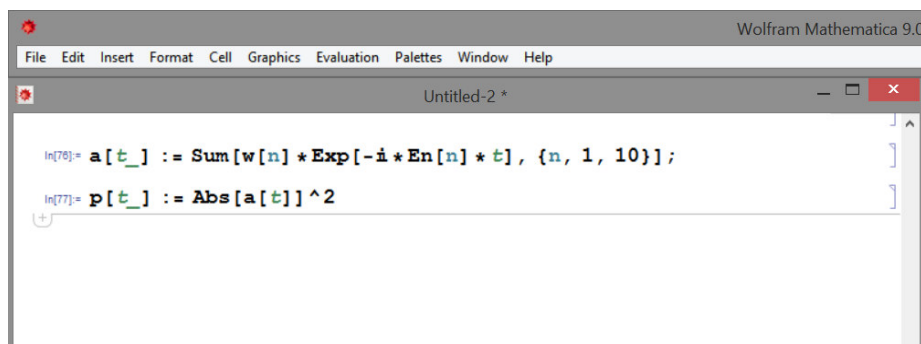 Wolfram Mathematica 9.0
File Edit Insert Format Cell Graphics Evaluation Palettes Window Help
Untitled-2 *
In[76]:= a[t_] := Sum[w[n]*Exp[-i*En[n]*t], {n, 1, 10}];
In[77]:= p[t_] := Abs[a[t]]^2